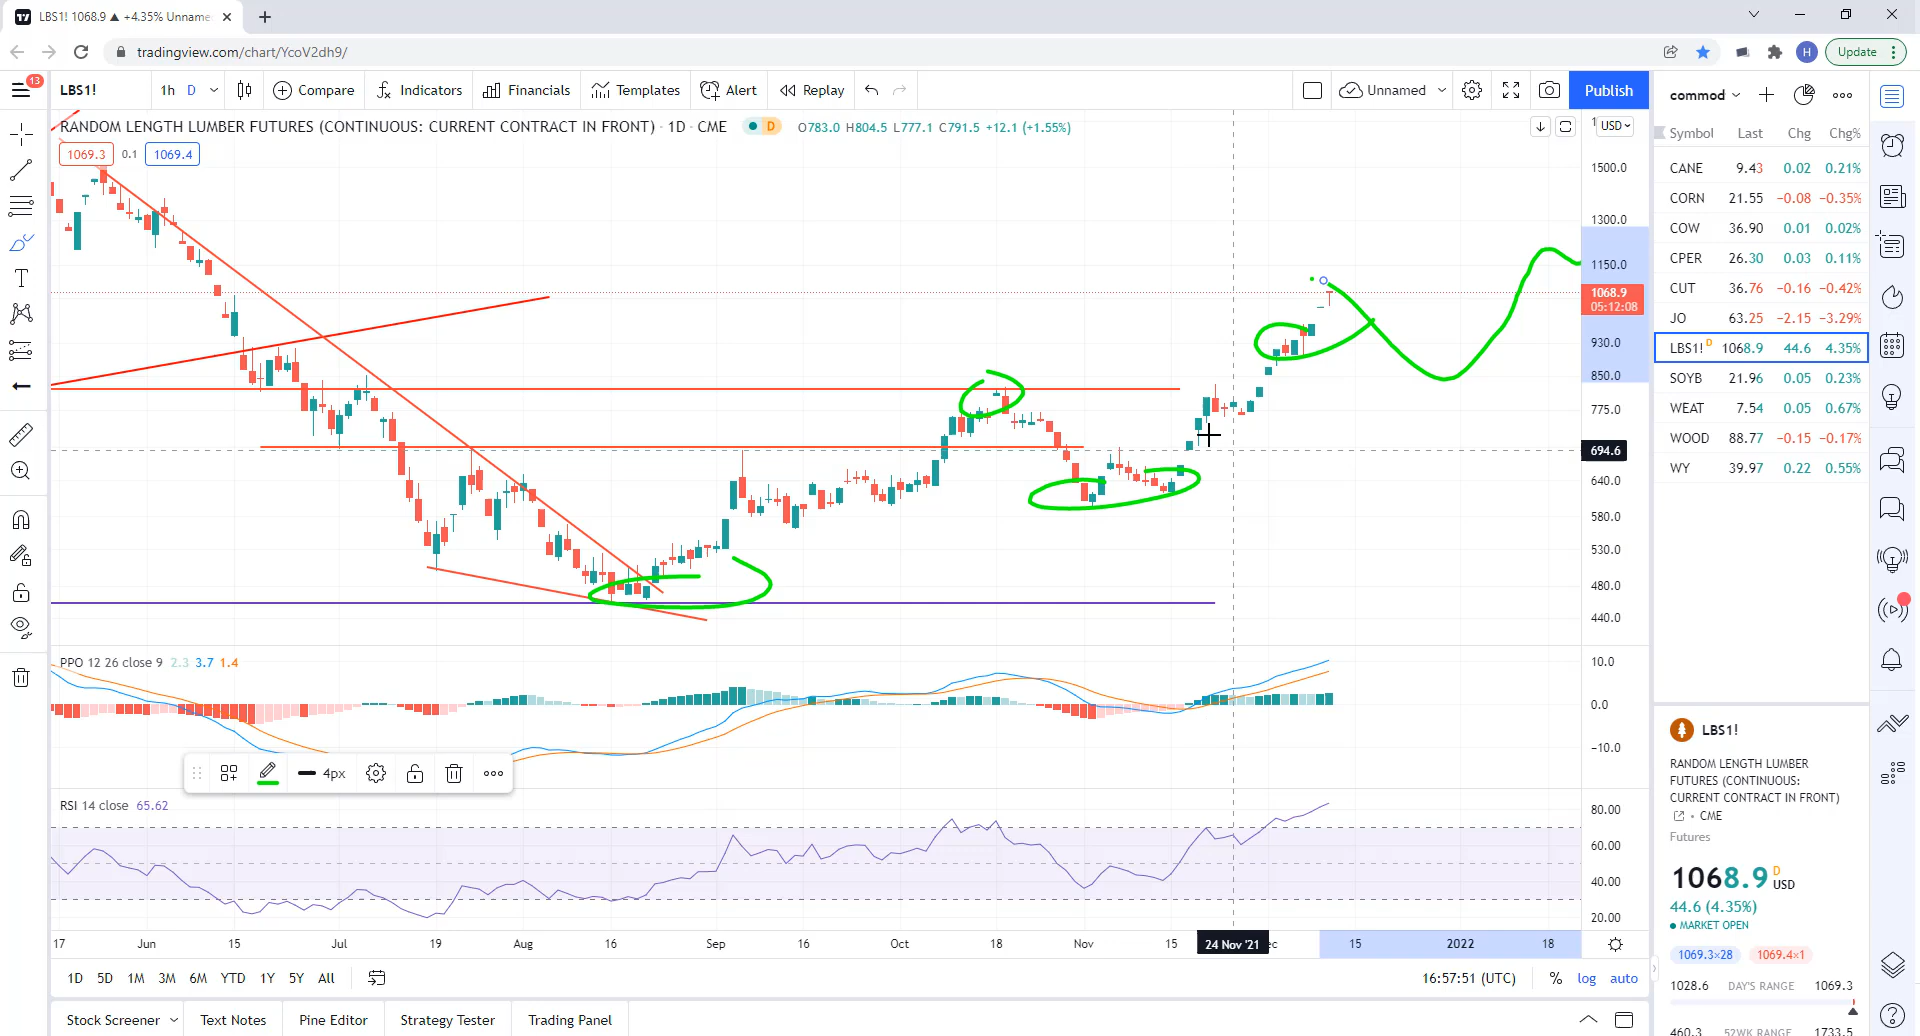 LBS1! 1068.9 ▲ +4.35% Unname
tradingview.com/chart/YcoV2dh9/
H
Update
13
LBS1!
1h D
Compare
Indicators
Financials
Templates
Alert
Replay
Unnamed
Publish
RANDOM LENGTH LUMBER FUTURES (CONTINUOUS: CURRENT CONTRACT IN FRONT) · 1D · CME
D
O783.0 H804.5 L777.1 C791.5 +12.1 (+1.55%)
USD
1069.3 0.1 1069.4
1500.0
1300.0
1150.0
1068.9
05:12:08
930.0
850.0
775.0
694.6
640.0
580.0
530.0
480.0
440.0
PPO 12 26 close 9 2.3 3.7 1.4
10.0
0.0
−10.0
4px
RSI 14 close 65.62
80.00
60.00
40.00
20.00
17 Jun 15 Jul 19 Aug 16 Sep 16 Oct 18 Nov 15 24 Nov '21 ec 15 2022 18
1D 5D 1M 3M 6M YTD 1Y 5Y All
16:57:51 (UTC) % log auto
Stock Screener Text Notes Pine Editor Strategy Tester Trading Panel
commod
Symbol Last Chg Chg%
CANE 9.43 0.02 0.21%
CORN 21.55 −0.08 −0.35%
COW 36.90 0.01 0.02%
CPER 26.30 0.03 0.11%
CUT 36.76 −0.16 −0.42%
JO 63.25 −2.15 −3.29%
LBS1! D 1068.9 44.6 4.35%
SOYB 21.96 0.05 0.23%
WEAT 7.54 0.05 0.67%
WOOD 88.77 −0.15 −0.17%
WY 39.97 0.22 0.55%
LBS1!
RANDOM LENGTH LUMBER
FUTURES (CONTINUOUS:
CURRENT CONTRACT IN FRONT)
• CME
Futures
1068.9 D USD
44.6 (4.35%)
MARKET OPEN
1069.3×28 1069.4×1
1028.6 DAY'S RANGE 1069.3
460.3 52WK RANGE 1733.5